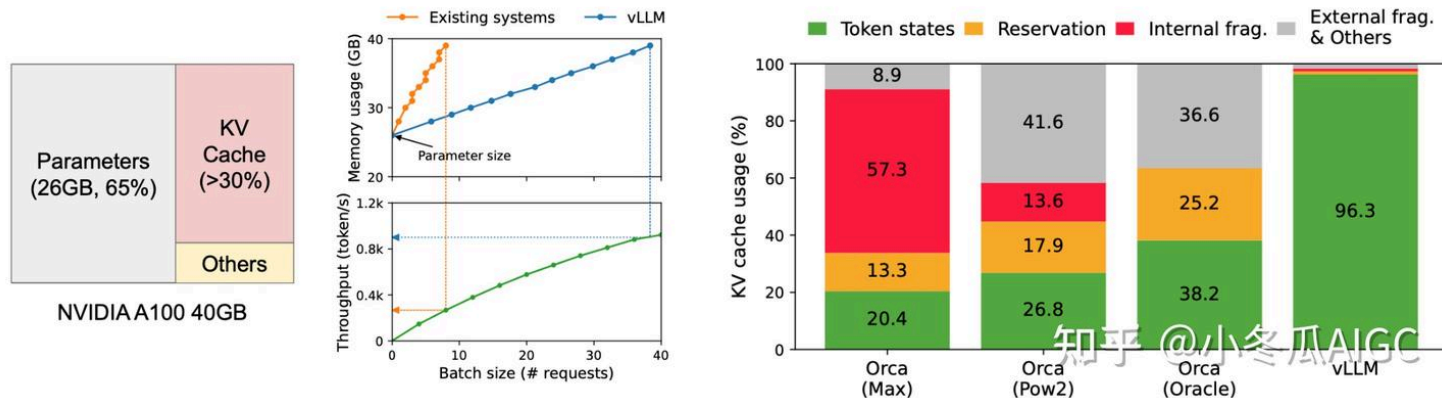 Parameters
(26GB, 65%)
KV
Cache
(>30%)
Others
NVIDIA A100 40GB
Existing systems
vLLM
Memory usage (GB)
40
30
20
Parameter size
Throughput (token/s)
1.2k
0.8k
0.4k
0
0
10
20
30
40
Batch size (# requests)
Token states
Reservation
Internal frag.
External frag.
& Others
KV cache usage (%)
100
80
60
40
20
0
8.9
57.3
13.3
20.4
41.6
13.6
17.9
26.8
36.6
25.2
38.2
96.3
Orca
(Max)
Orca
(Pow2)
Orca
(Oracle)
vLLM
知乎 @小冬瓜AIGC